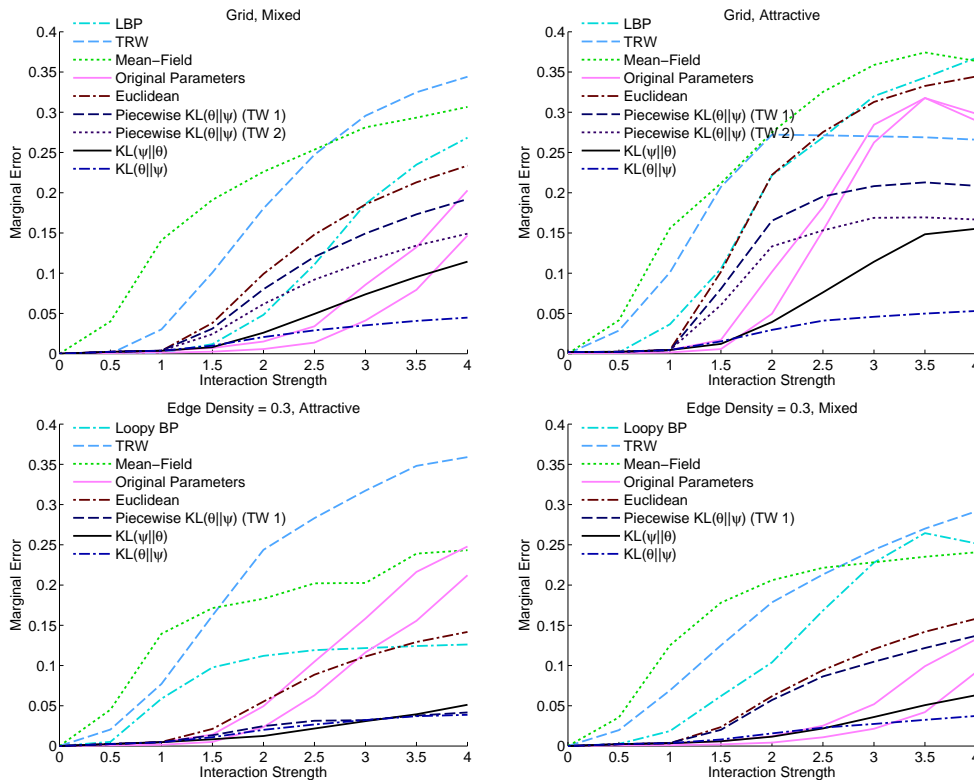 Grid, Mixed
0.4
0.35
0.3
0.25
0.2
0.15
0.1
0.05
0
Marginal Error
LBP
TRW
Mean−Field
Original Parameters
Euclidean
Piecewise KL(θ||ψ) (TW 1)
Piecewise KL(θ||ψ) (TW 2)
KL(ψ||θ)
KL(θ||ψ)
0 0.5 1 1.5 2 2.5 3 3.5 4
Interaction Strength
Grid, Attractive
0.4
0.35
0.3
0.25
0.2
0.15
0.1
0.05
0
Marginal Error
LBP
TRW
Mean−Field
Original Parameters
Euclidean
Piecewise KL(θ||ψ) (TW 1)
Piecewise KL(θ||ψ) (TW 2)
KL(ψ||θ)
KL(θ||ψ)
0 0.5 1 1.5 2 2.5 3 3.5 4
Interaction Strength
Edge Density = 0.3, Attractive
0.4
0.35
0.3
0.25
0.2
0.15
0.1
0.05
0
Marginal Error
Loopy BP
TRW
Mean−Field
Original Parameters
Euclidean
Piecewise KL(θ||ψ) (TW 1)
KL(ψ||θ)
KL(θ||ψ)
0 0.5 1 1.5 2 2.5 3 3.5 4
Interaction Strength
Edge Density = 0.3, Mixed
0.4
0.35
0.3
0.25
0.2
0.15
0.1
0.05
0
Marginal Error
Loopy BP
TRW
Mean−Field
Original Parameters
Euclidean
Piecewise KL(θ||ψ) (TW 1)
KL(ψ||θ)
KL(θ||ψ)
0 0.5 1 1.5 2 2.5 3 3.5 4
Interaction Strength